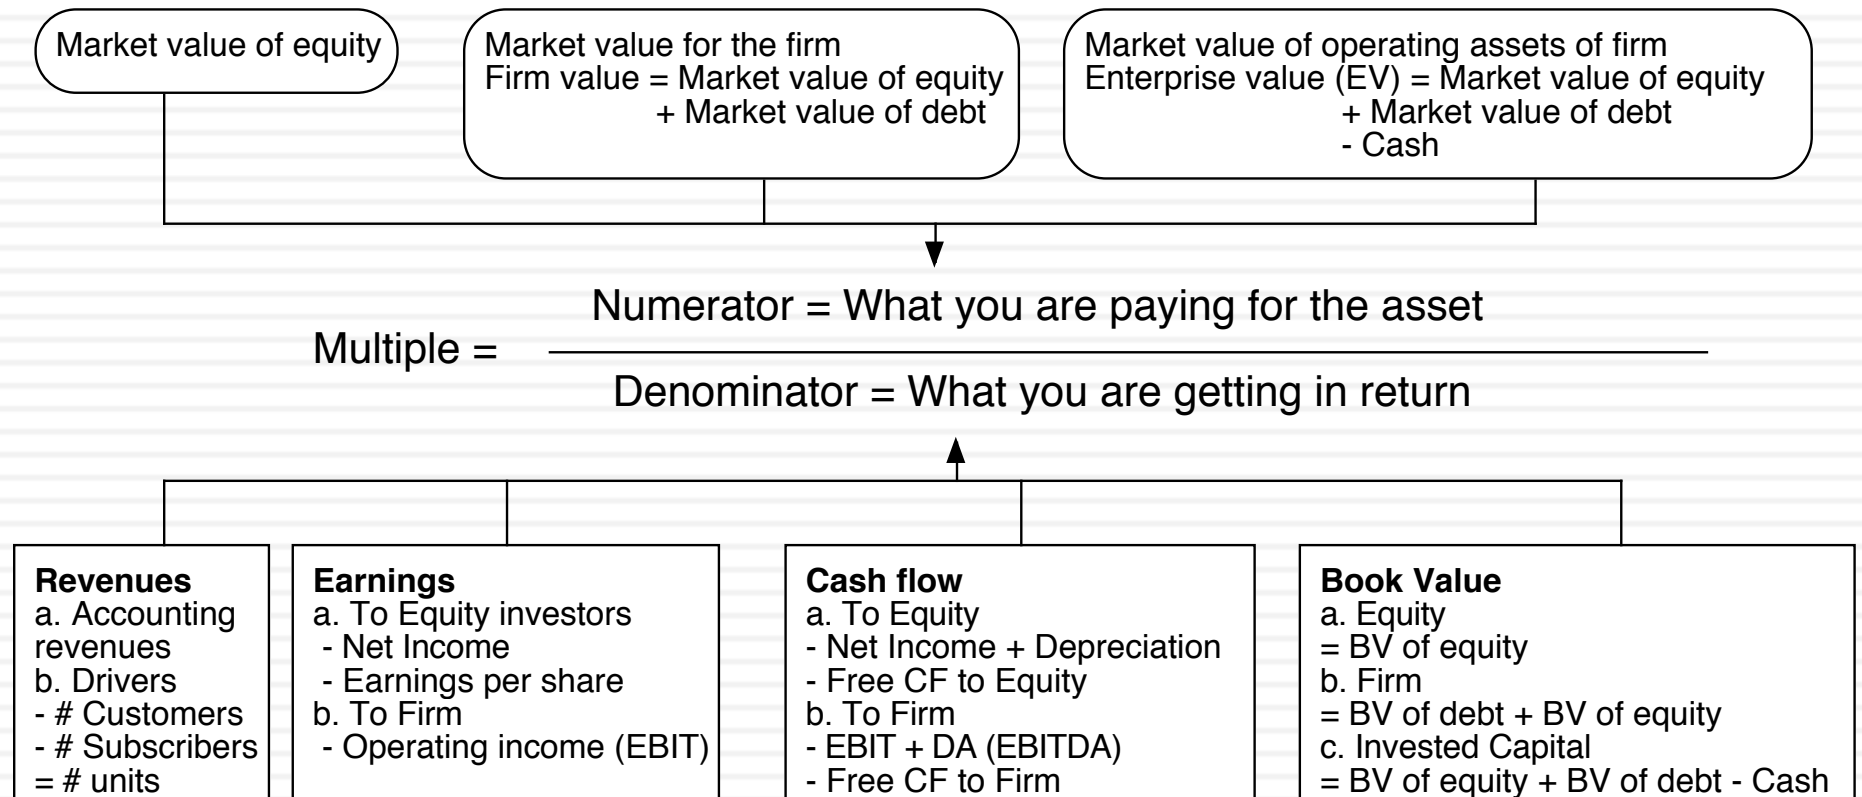 Market value of equity
Market value for the firm
Firm value = Market value of equity
+ Market value of debt
Market value of operating assets of firm
Enterprise value (EV) = Market value of equity
+ Market value of debt
- Cash
Numerator = What you are paying for the asset
Multiple =
Denominator = What you are getting in return
Revenues
a. Accounting
revenues
b. Drivers
- # Customers
- # Subscribers
= # units
Earnings
a. To Equity investors
- Net Income
- Earnings per share
b. To Firm
- Operating income (EBIT)
Cash flow
a. To Equity
- Net Income + Depreciation
- Free CF to Equity
b. To Firm
- EBIT + DA (EBITDA)
- Free CF to Firm
Book Value
a. Equity
= BV of equity
b. Firm
= BV of debt + BV of equity
c. Invested Capital
= BV of equity + BV of debt - Cash